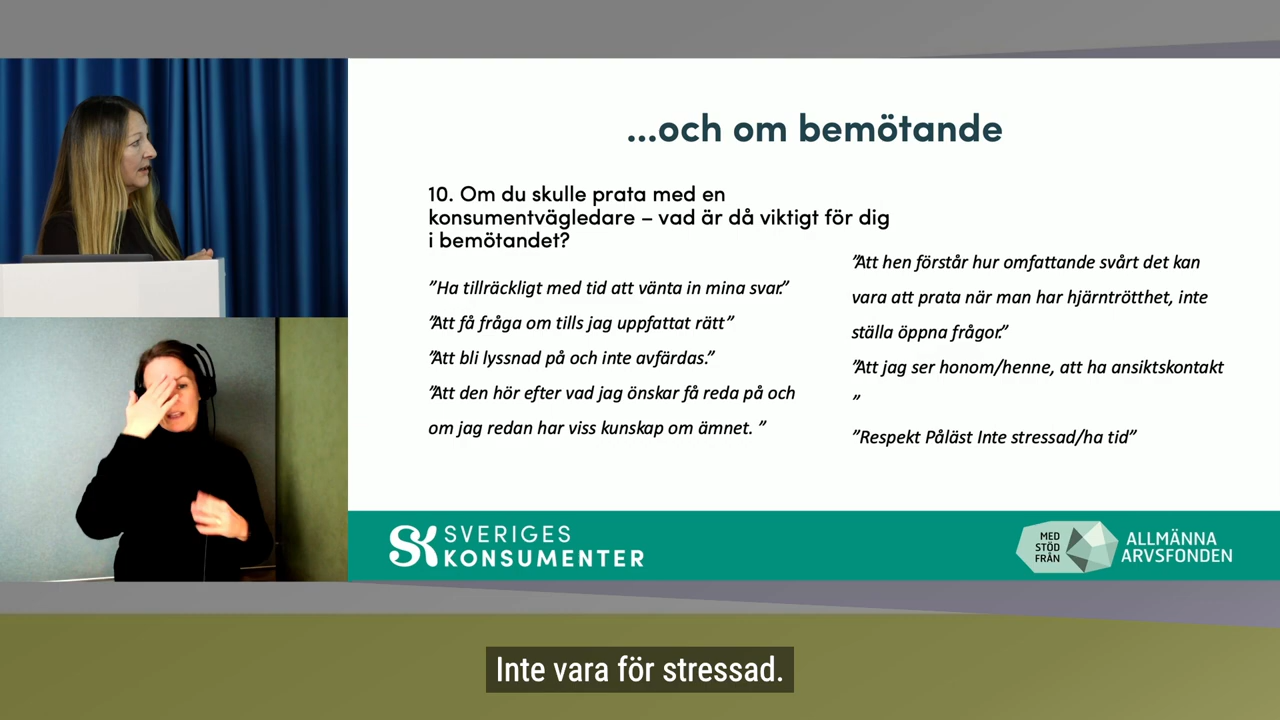 ...och om bemötande
10. Om du skulle prata med en
konsumentvägledare – vad är då viktigt för dig
i bemötandet?
”Ha tillräckligt med tid att vänta in mina svar.”
”Att få fråga om tills jag uppfattat rätt”
”Att bli lyssnad på och inte avfärdas.”
”Att den hör efter vad jag önskar få reda på och
om jag redan har viss kunskap om ämnet. ”
”Att hen förstår hur omfattande svårt det kan
vara att prata när man har hjärntrötthet, inte
ställa öppna frågor.”
”Att jag ser honom/henne, att ha ansiktskontakt
”
”Respekt Påläst Inte stressad/ha tid”
SK SVERIGES
KONSUMENTER
MED
STÖD
FRÅN
ALLMÄNNA
ARVSFONDEN
Inte vara för stressad.